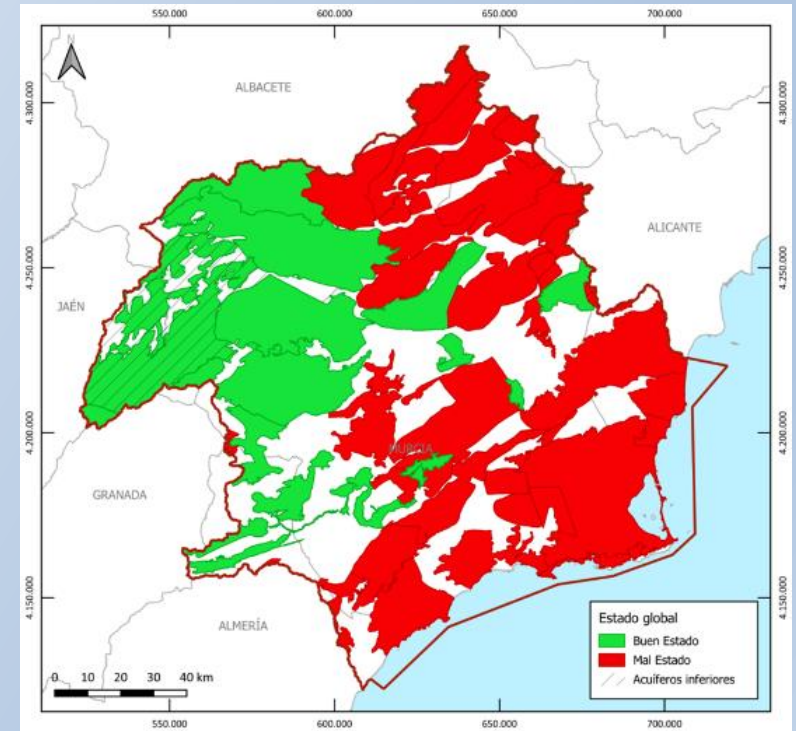 550.000
600.000
650.000
700.000
N
ALBACETE
4.300.000
4.300.000
ALICANTE
4.250.000
4.250.000
JAÉN
4.200.000
4.200.000
MURCIA
GRANADA
4.150.000
4.150.000
ALMERÍA
Estado global
Buen Estado
Mal Estado
Acuíferos inferiores
0 10 20 30 40 km
550.000
600.000
650.000
700.000